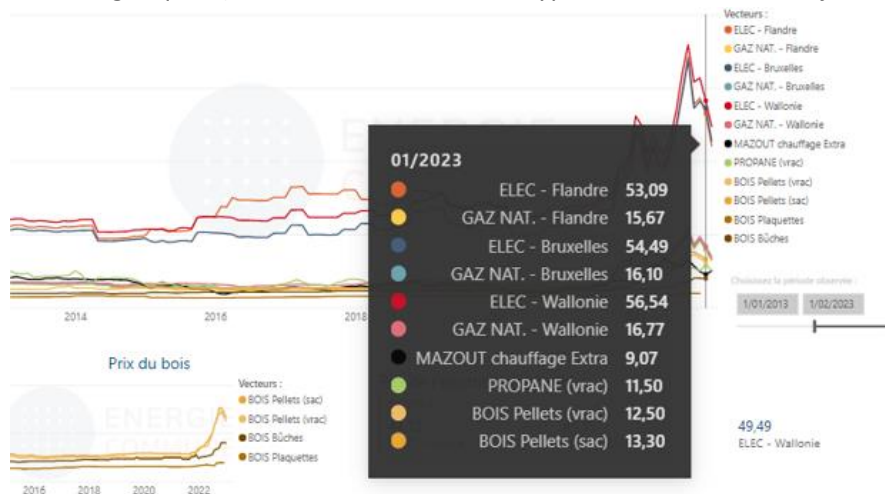 Vecteurs :
ELEC - Flandre
GAZ NAT. - Flandre
ELEC - Bruxelles
GAZ NAT. - Bruxelles
ELEC - Wallonie
GAZ NAT. - Wallonie
MAZOUT chauffage Extra
PROPANE (vrac)
BOIS Pellets (vrac)
BOIS Pellets (sac)
BOIS Plaquettes
BOIS Bûches
01/2023
ELEC - Flandre 53,09
GAZ NAT. - Flandre 15,67
ELEC - Bruxelles 54,49
GAZ NAT. - Bruxelles 16,10
ELEC - Wallonie 56,54
GAZ NAT. - Wallonie 16,77
MAZOUT chauffage Extra 9,07
PROPANE (vrac) 11,50
BOIS Pellets (vrac) 12,50
BOIS Pellets (sac) 13,30
2014 2016 2018
Choisissez la période observée :
1/01/2013 1/02/2023
Prix du bois
Vecteurs :
BOIS Pellets (sac)
BOIS Pellets (vrac)
BOIS Bûches
BOIS Plaquettes
2016 2018 2020 2022
49,49
ELEC - Wallonie